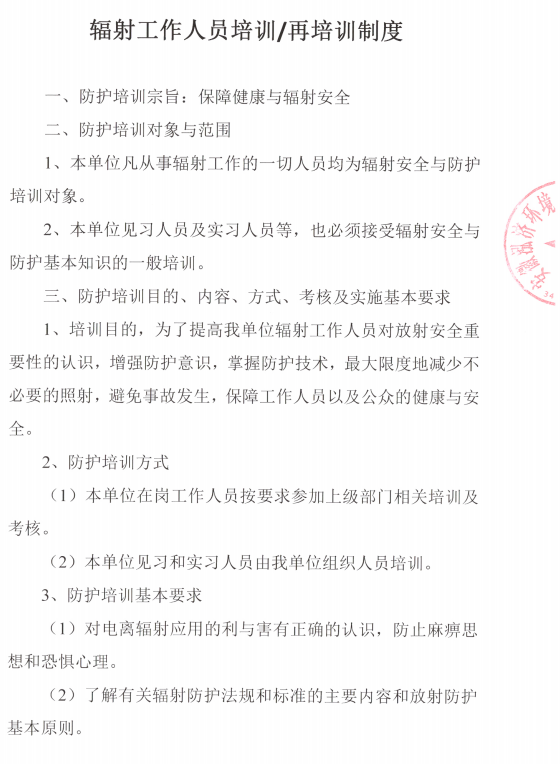 辐射工作人员培训/再培训制度
一、防护培训宗旨：保障健康与辐射安全
二、防护培训对象与范围
1、本单位凡从事辐射工作的一切人员均为辐射安全与防护
培训对象。
2、本单位见习人员及实习人员等，也必须接受辐射安全与
防护基本知识的一般培训。
三、防护培训目的、内容、方式、考核及实施基本要求
1、培训目的，为了提高我单位辐射工作人员对放射安全重
要性的认识，增强防护意识，掌握防护技术，最大限度地减少不
必要的照射，避免事故发生，保障工作人员以及公众的健康与安
全。
2、防护培训方式
（1）本单位在岗工作人员按要求参加上级部门相关培训及
考核。
（2）本单位见习和实习人员由我单位组织人员培训。
3、防护培训基本要求
（1）对电离辐射应用的利与害有正确的认识，防止麻痹思
想和恐惧心理。
（2）了解有关辐射防护法规和标准的主要内容和放射防护
基本原则。
泓济环境